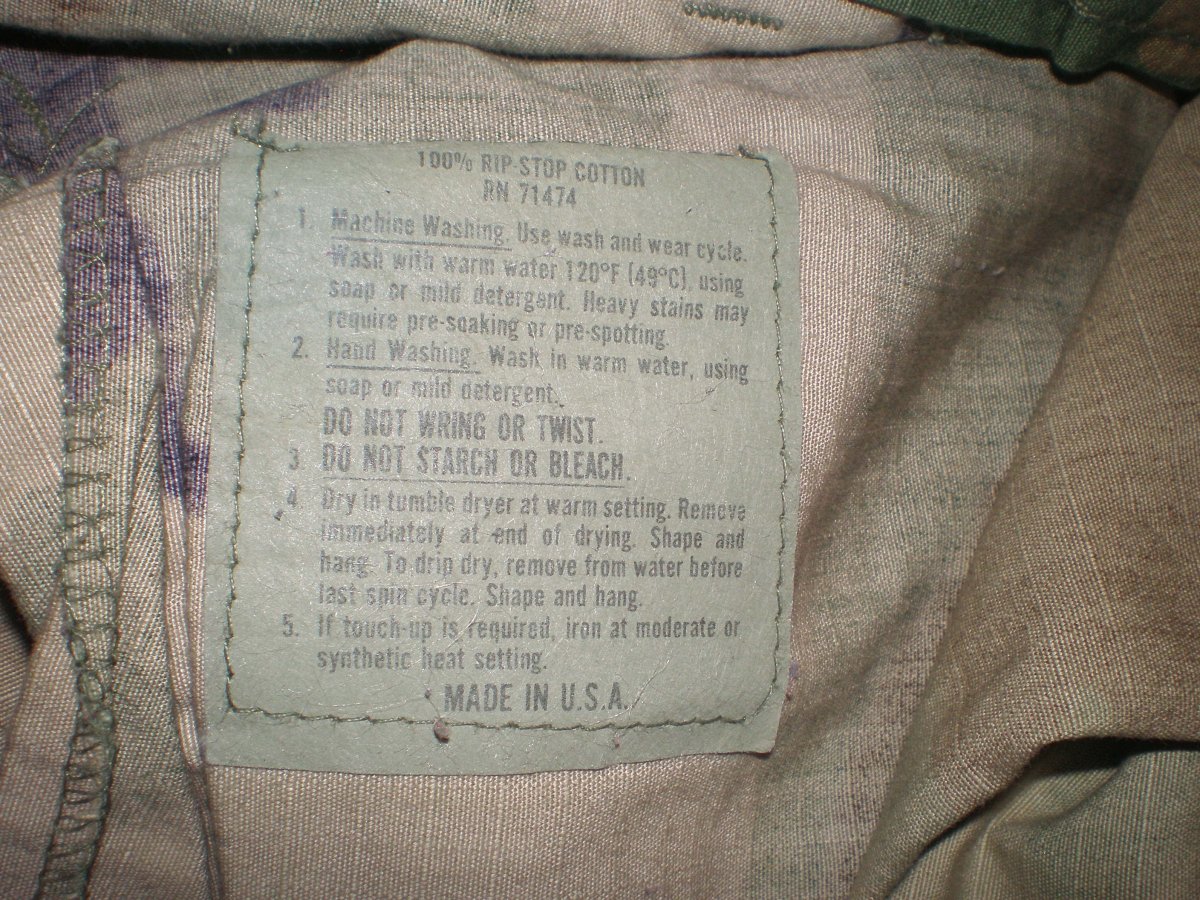 100% RIP-STOP COTTON
RN 71474
1. Machine Washing. Use wash and wear cycle.
Wash with warm water 120°F (49°C), using
soap or mild detergent. Heavy stains may
require pre-soaking or pre-spotting.
2. Hand Washing. Wash in warm water, using
soap or mild detergent.
DO NOT WRING OR TWIST.
3 DO NOT STARCH OR BLEACH.
4. Dry in tumble dryer at warm setting. Remove
immediately at end of drying. Shape and
hang. To drip dry, remove from water before
last spin cycle. Shape and hang.
5. If touch-up is required, iron at moderate or
synthetic heat setting.
MADE IN U.S.A.